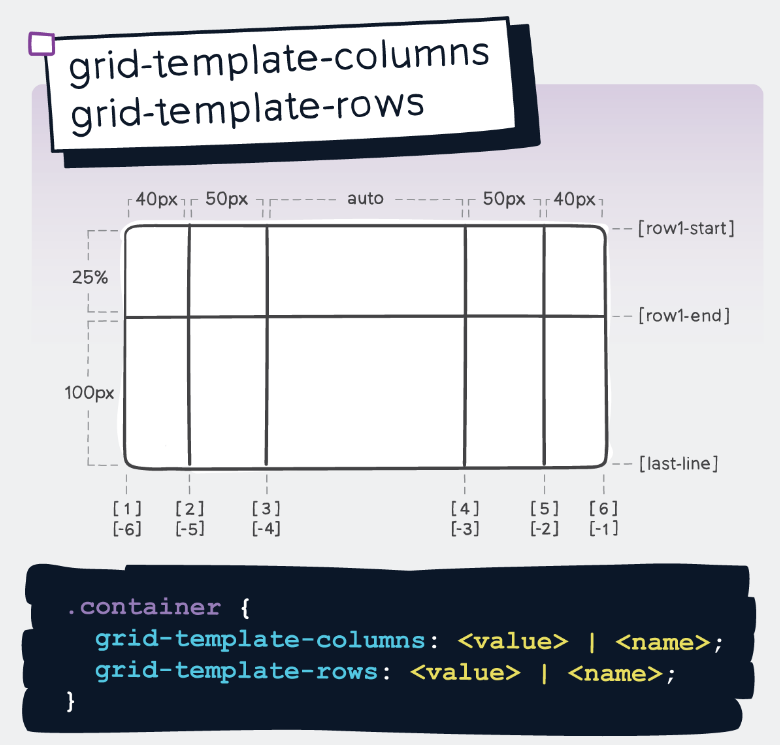 grid-template-columns
grid-template-rows
40px 50px auto 50px 40px
[row1-start]
25%
[row1-end]
100px
[last-line]
[1] [2] [3] [4] [5] [6]
[-6] [-5] [-4] [-3] [-2] [-1]
.container {
  grid-template-columns: <value> | <name>;
  grid-template-rows: <value> | <name>;
}